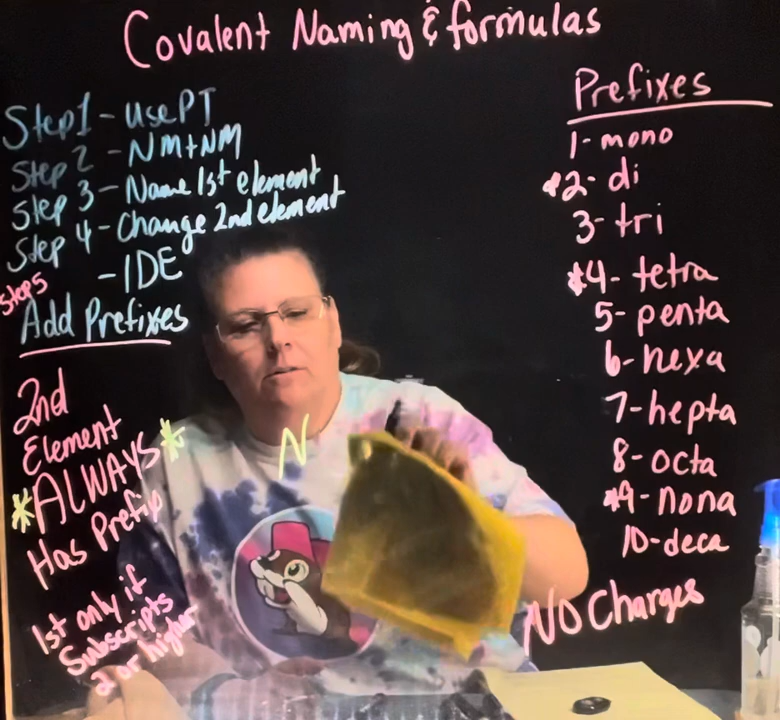 Covalent Naming & formulas
Step 1 - Use PT
Step 2 - NM + NM
Step 3 - Name 1st element
Step 4 - Change 2nd element
- IDE
Step 5
Add Prefixes
2nd
Element
*ALWAYS*
Has Prefix
1st only if
Subscripts
2 or higher
N
Prefixes
1- mono
*2- di
3- tri
*4- tetra
5- penta
6- hexa
7- hepta
8- octa
*9- nona
10- deca
NO Charges